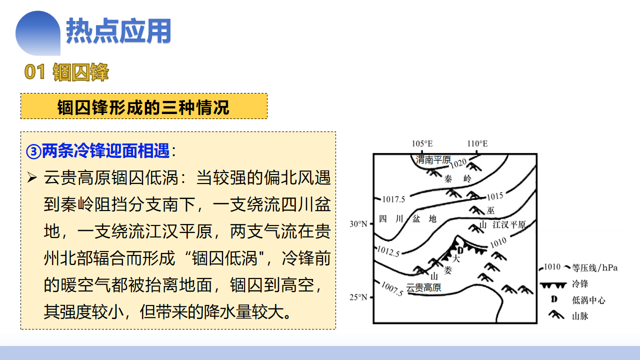 热点应用
01 锢囚锋
锢囚锋形成的三种情况
③两条冷锋迎面相遇：
➢ 云贵高原锢囚低涡：当较强的偏北风遇
到秦岭阻挡分支南下，一支绕流四川盆
地，一支绕流江汉平原，两支气流在贵
州北部辐合而形成“锢囚低涡"，冷锋前
的暖空气都被抬离地面，锢囚到高空，
其强度较小，但带来的降水量较大。
105°E 110°E
渭南平原 1020
秦 岭
1017.5 1015
四 川 盆 地 巫
30°N 山 江汉平原
1012.5 D 1010
大
山 娄
1007.5 云贵高原
25°N
1010 等压线/hPa
冷锋
D 低涡中心
山脉